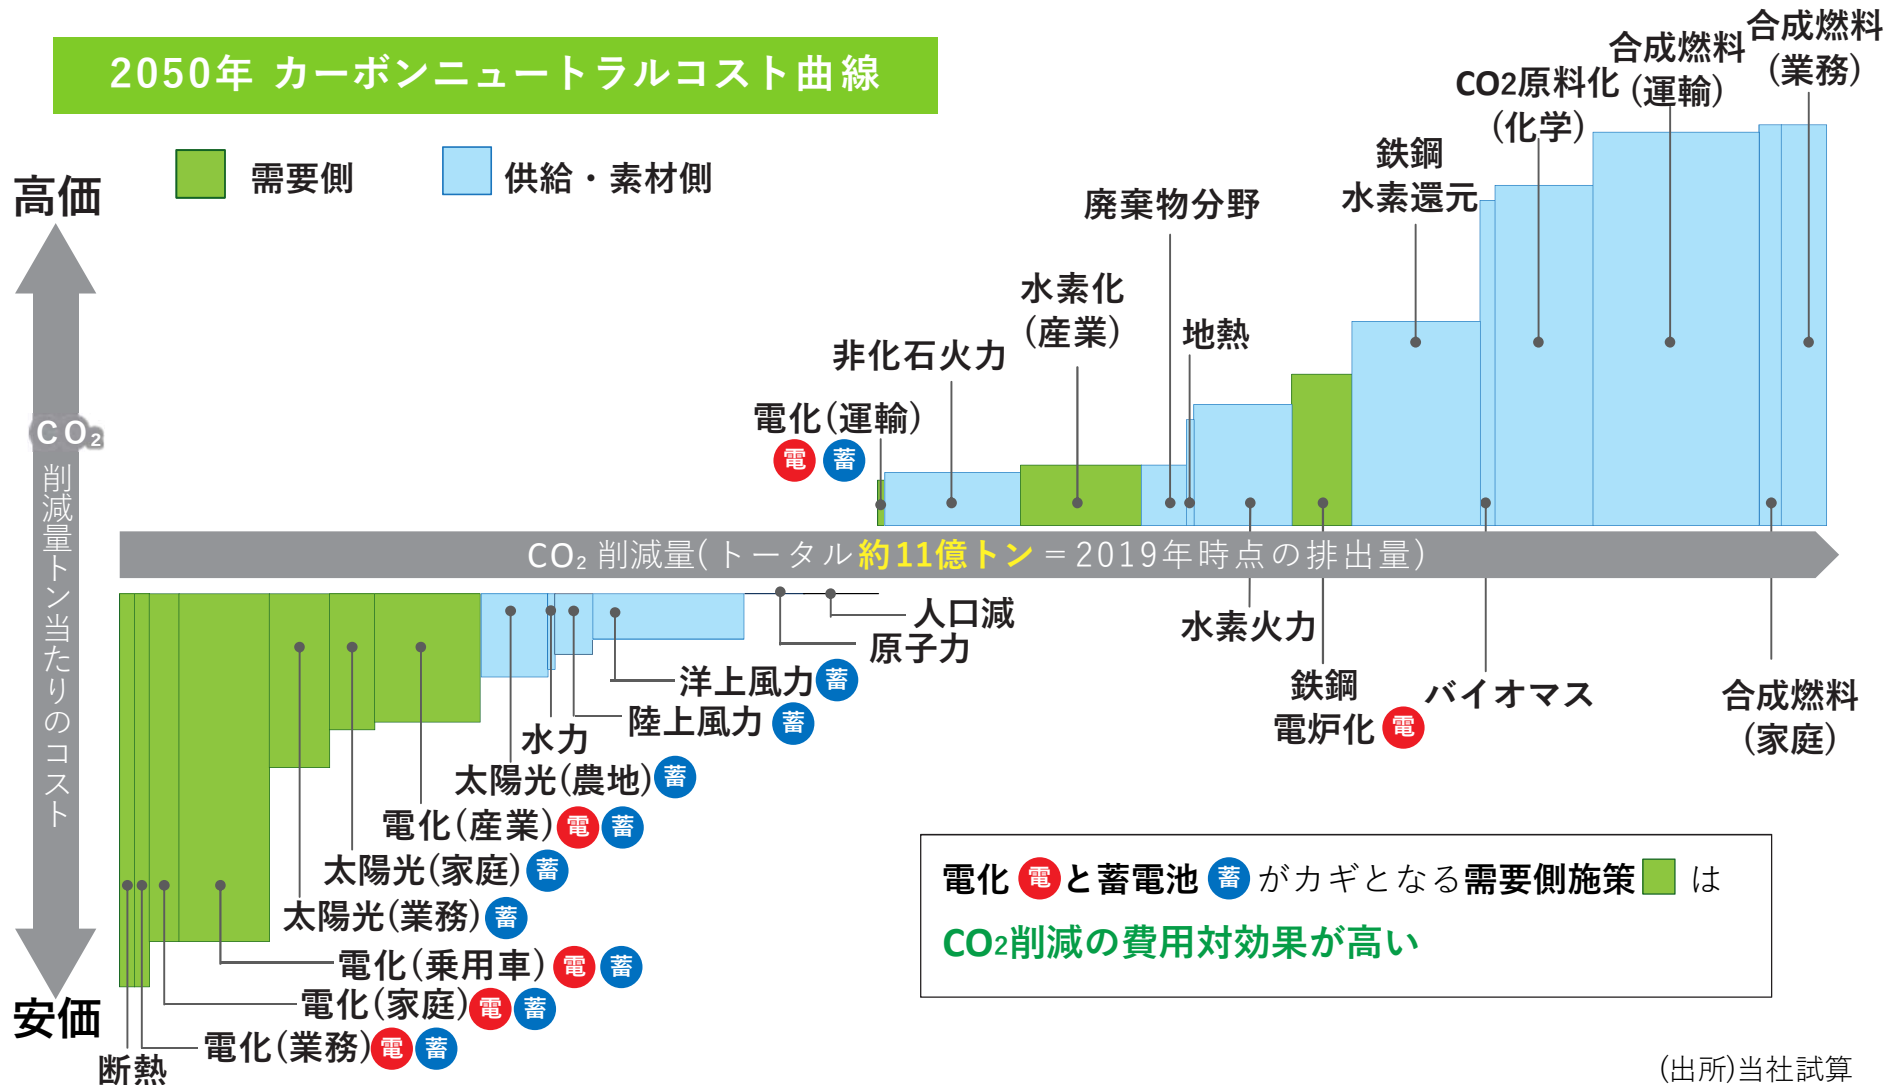 2050年 カーボンニュートラルコスト曲線
需要側
供給・素材側
高価
CO₂
削減量トン当たりのコスト
安価
合成燃料
(業務)
合成燃料
(運輸)
CO2原料化
(化学)
鉄鋼
水素還元
廃棄物分野
水素化
(産業)
地熱
非化石火力
電化(運輸)
電 蓄
CO₂ 削減量(トータル約11億トン＝2019年時点の排出量)
人口減
原子力
洋上風力 蓄
陸上風力 蓄
水力
太陽光(農地) 蓄
電化(産業) 電 蓄
太陽光(家庭) 蓄
太陽光(業務) 蓄
電化(乗用車) 電 蓄
電化(家庭) 電 蓄
電化(業務) 電 蓄
断熱
水素火力
鉄鋼
電炉化 電
バイオマス
合成燃料
(家庭)
電化 電 と蓄電池 蓄 がカギとなる需要側施策 は
CO2削減の費用対効果が高い
(出所)当社試算